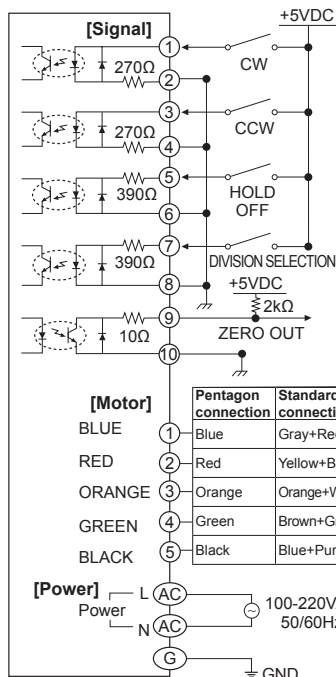 +5VDC
[Signal]
1
CW
270Ω
2
3
CCW
270Ω
4
5
390Ω
HOLD
OFF
6
7
390Ω
DIVISION SELECTION
8
+5VDC
2kΩ
9
10Ω
ZERO OUT
10
[Motor]
Pentagon connection
Standard
BLUE
1
Blue
RED
2
Red
ORANGE
3
Orange
GREEN
4
Green
BLACK
5
Black
[Power]
Power
L
AC
100-220V
50/60Hz
N
AC
G
GND